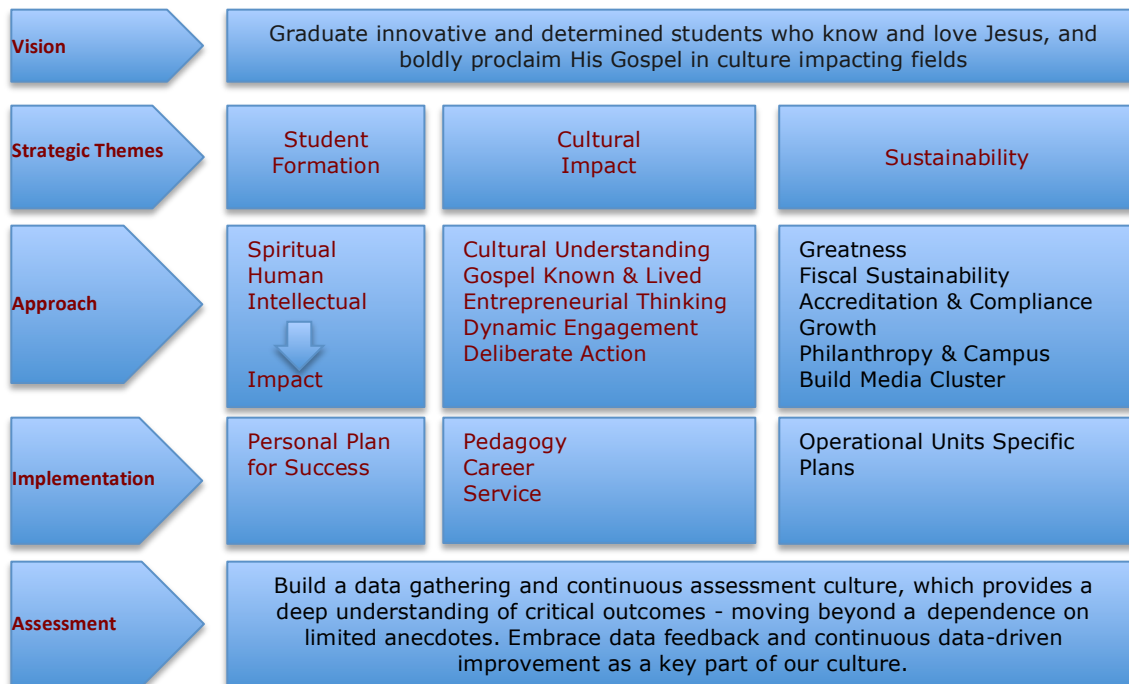 Vision
Graduate innovative and determined students who know and love Jesus, and
boldly proclaim His Gospel in culture impacting fields
Strategic Themes
Student
Formation
Cultural
Impact
Sustainability
Approach
Spiritual
Human
Intellectual
Impact
Cultural Understanding
Gospel Known & Lived
Entrepreneurial Thinking
Dynamic Engagement
Deliberate Action
Greatness
Fiscal Sustainability
Accreditation & Compliance
Growth
Philanthropy & Campus
Build Media Cluster
Implementation
Personal Plan
for Success
Pedagogy
Career
Service
Operational Units Specific
Plans
Assessment
Build a data gathering and continuous assessment culture, which provides a
deep understanding of critical outcomes - moving beyond a dependence on
limited anecdotes. Embrace data feedback and continuous data-driven
improvement as a key part of our culture.